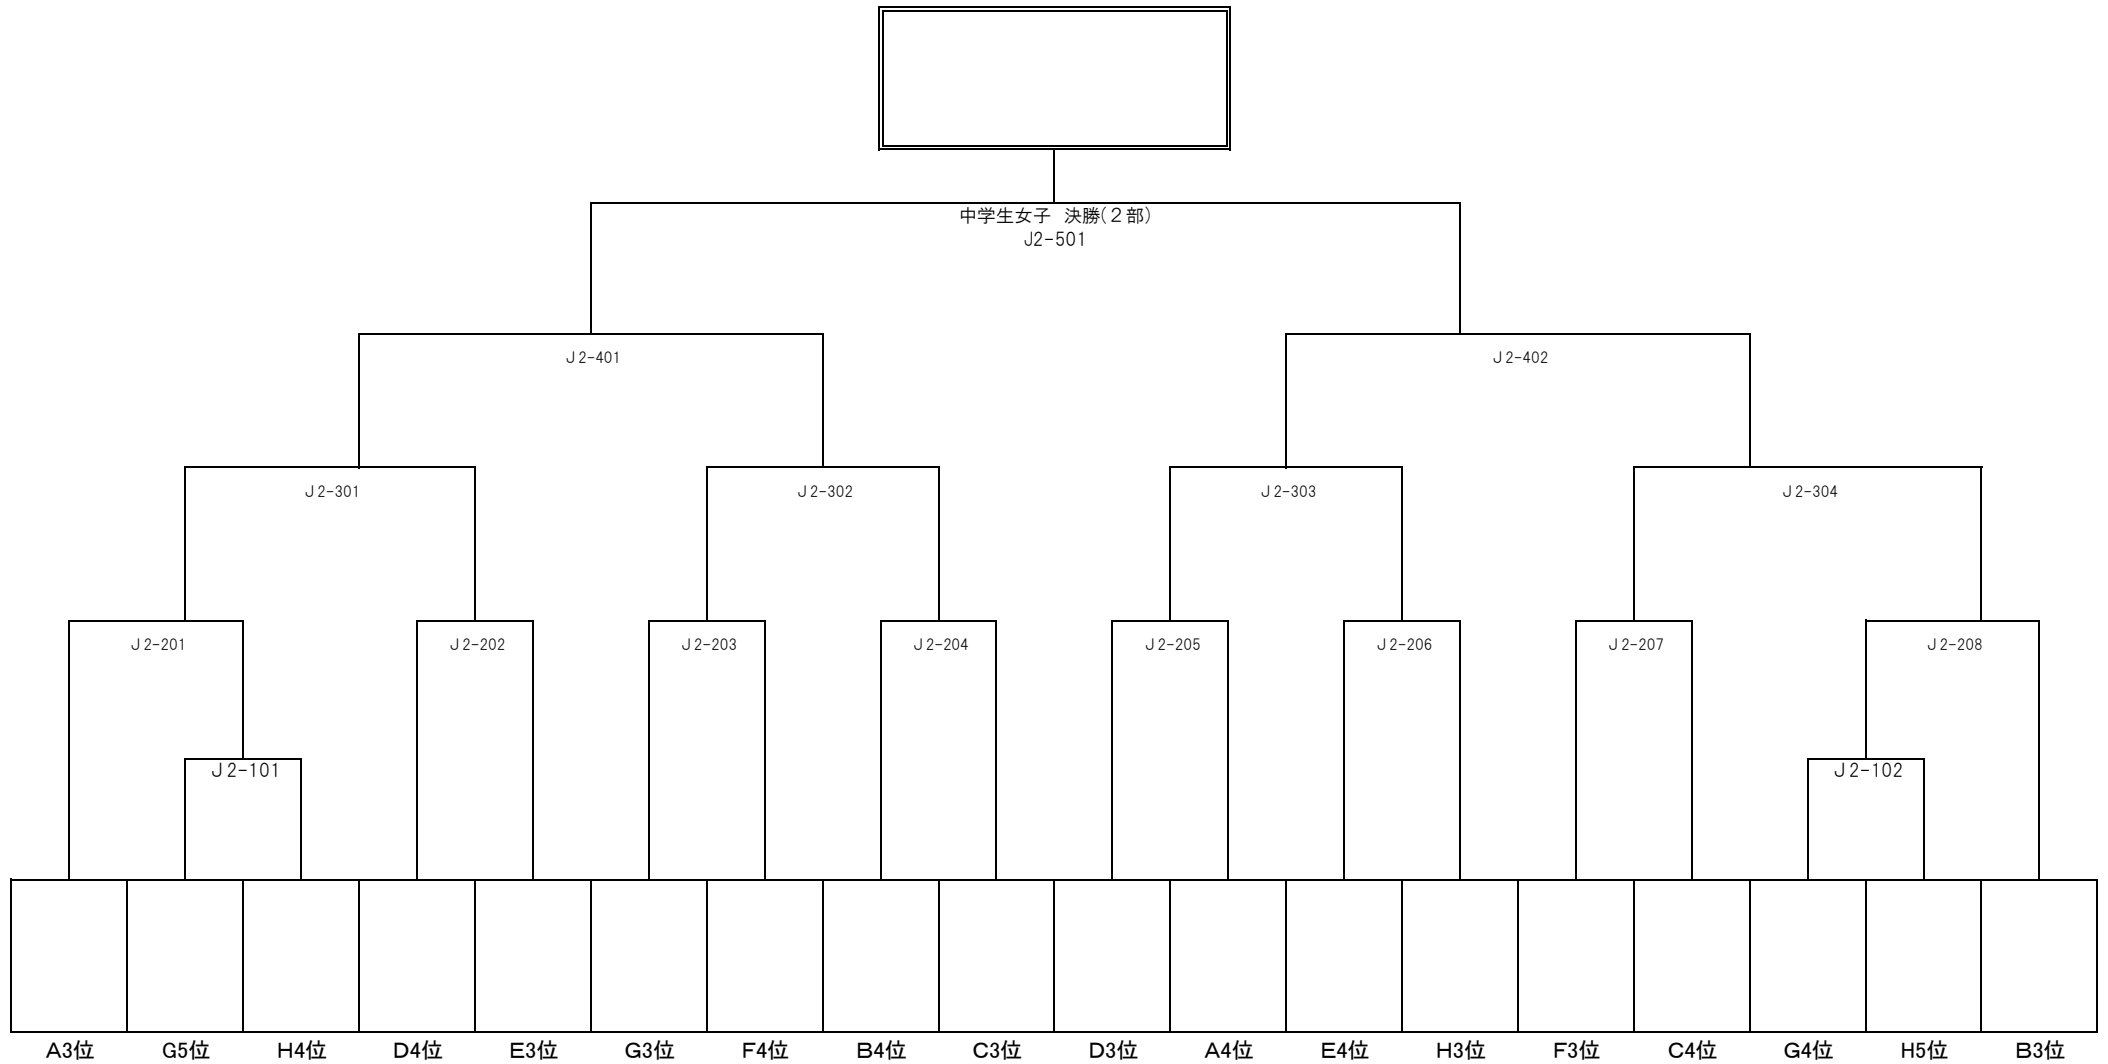 中学生女子　決勝(２部)
J2-501
Ｊ2-401
Ｊ2-402
Ｊ2-301
Ｊ2-302
Ｊ2-303
Ｊ2-304
Ｊ2-201
Ｊ2-202
Ｊ2-203
Ｊ2-204
Ｊ2-205
Ｊ2-206
Ｊ2-207
Ｊ2-208
Ｊ2-101
Ｊ2-102
A3位
G5位
H4位
D4位
E3位
G3位
F4位
B4位
C3位
D3位
A4位
E4位
H3位
F3位
C4位
G4位
H5位
B3位